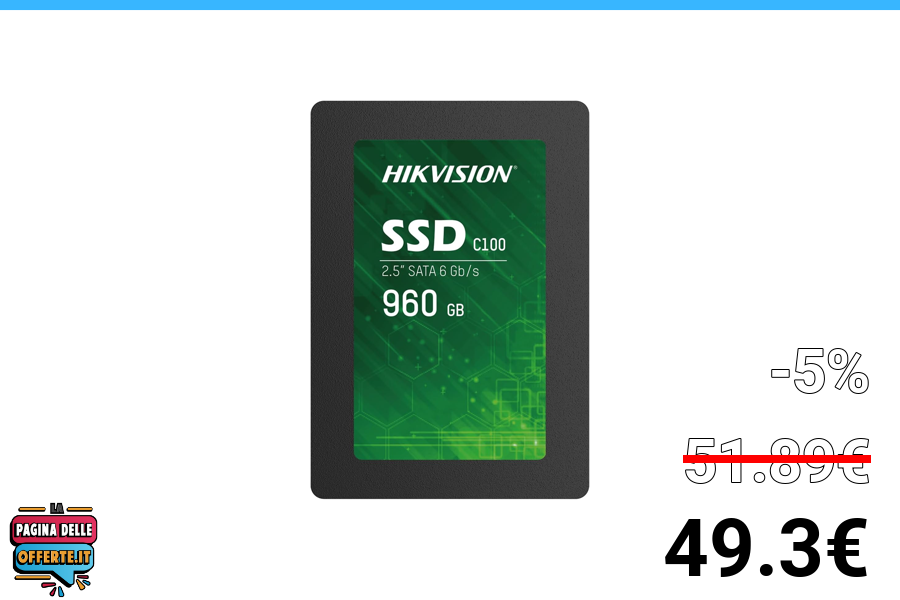 HIKVISION®
SSD C100
2.5" SATA 6 Gb/s
960 GB
-5%
51.89€
49.3€
LA
PAGINA DELLE
OFFERTE.IT